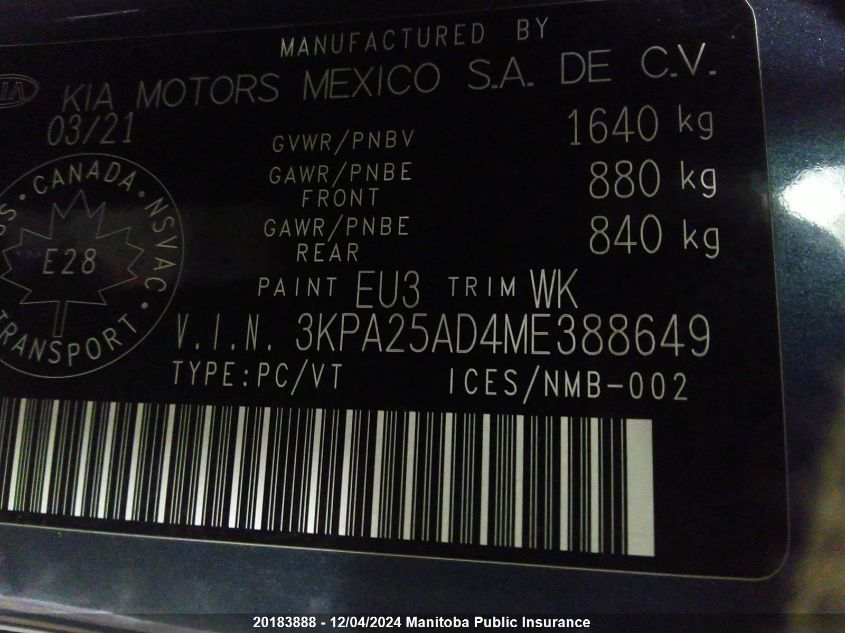 MANUFACTURED BY
KIA MOTORS MEXICO S.A. DE C.V.
03/21
GVWR/PNBV 1640 kg
GAWR/PNBE FRONT 880 kg
GAWR/PNBE REAR 840 kg
CANADA · NSVAC
E28
TRANSPORT
PAINT EU3 TRIM WK
V.I.N. 3KPA25AD4ME388649
TYPE:PC/VT ICES/NMB-002
20183888 - 12/04/2024 Manitoba Public Insurance